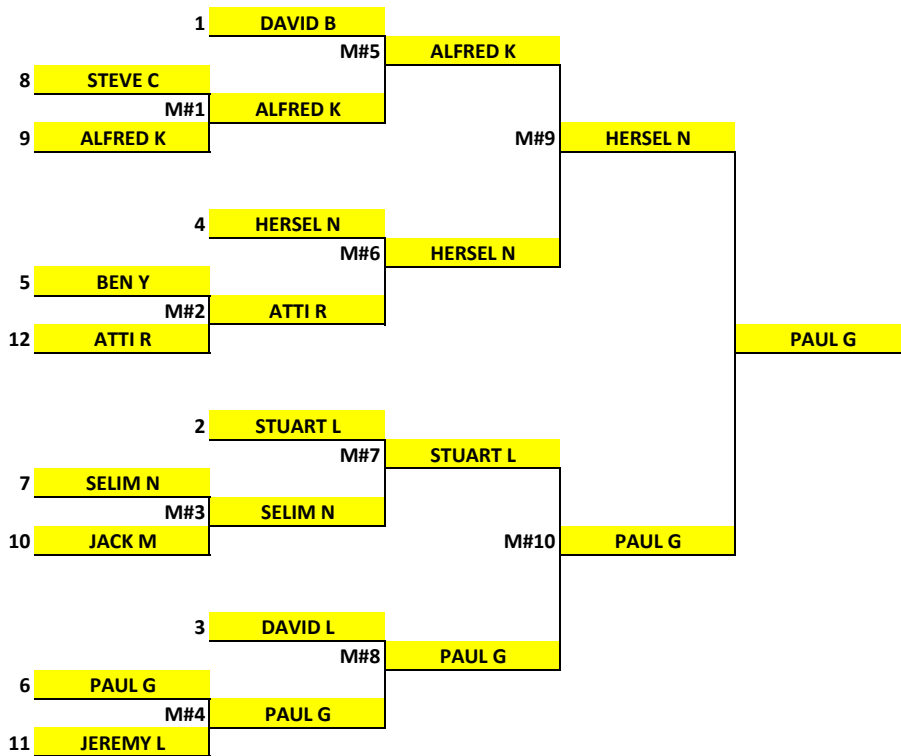 1 DAVID B
M#5 ALFRED K
8 STEVE C
M#1 ALFRED K
9 ALFRED K
M#9 HERSEL N
4 HERSEL N
M#6 HERSEL N
5 BEN Y
M#2 ATTI R
12 ATTI R
PAUL G
2 STUART L
M#7 STUART L
7 SELIM N
M#3 SELIM N
10 JACK M
M#10 PAUL G
3 DAVID L
M#8 PAUL G
6 PAUL G
M#4 PAUL G
11 JEREMY L